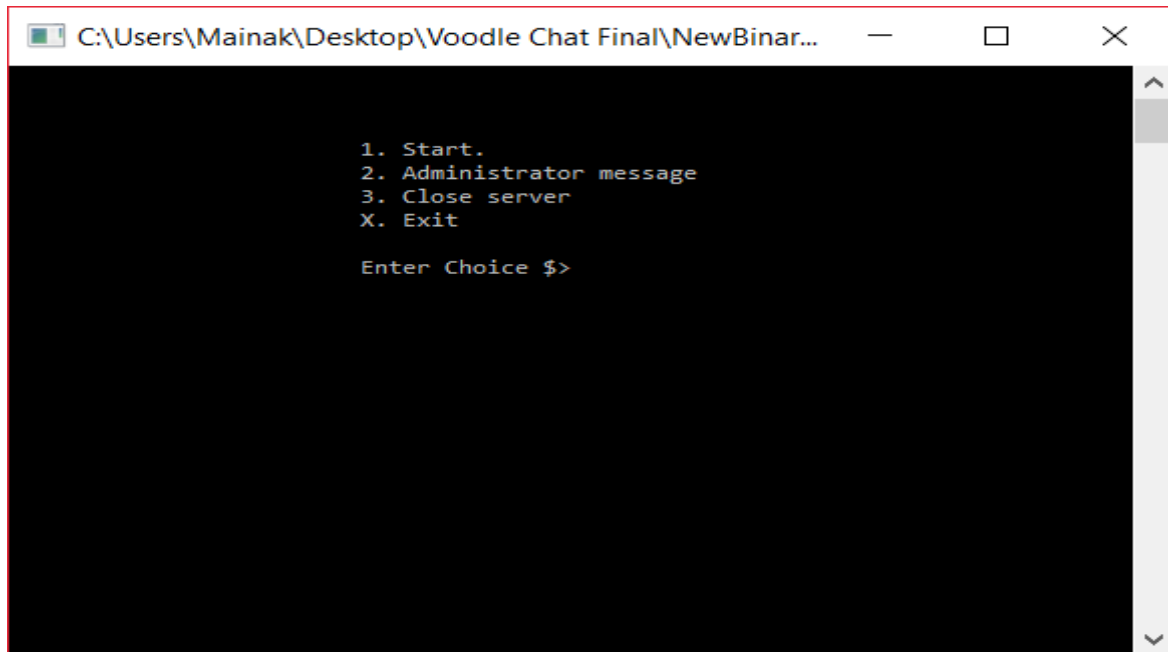 C:\Users\Mainak\Desktop\Voodle Chat Final\NewBinar...
1. Start.
2. Administrator message
3. Close server
X. Exit
Enter Choice $>